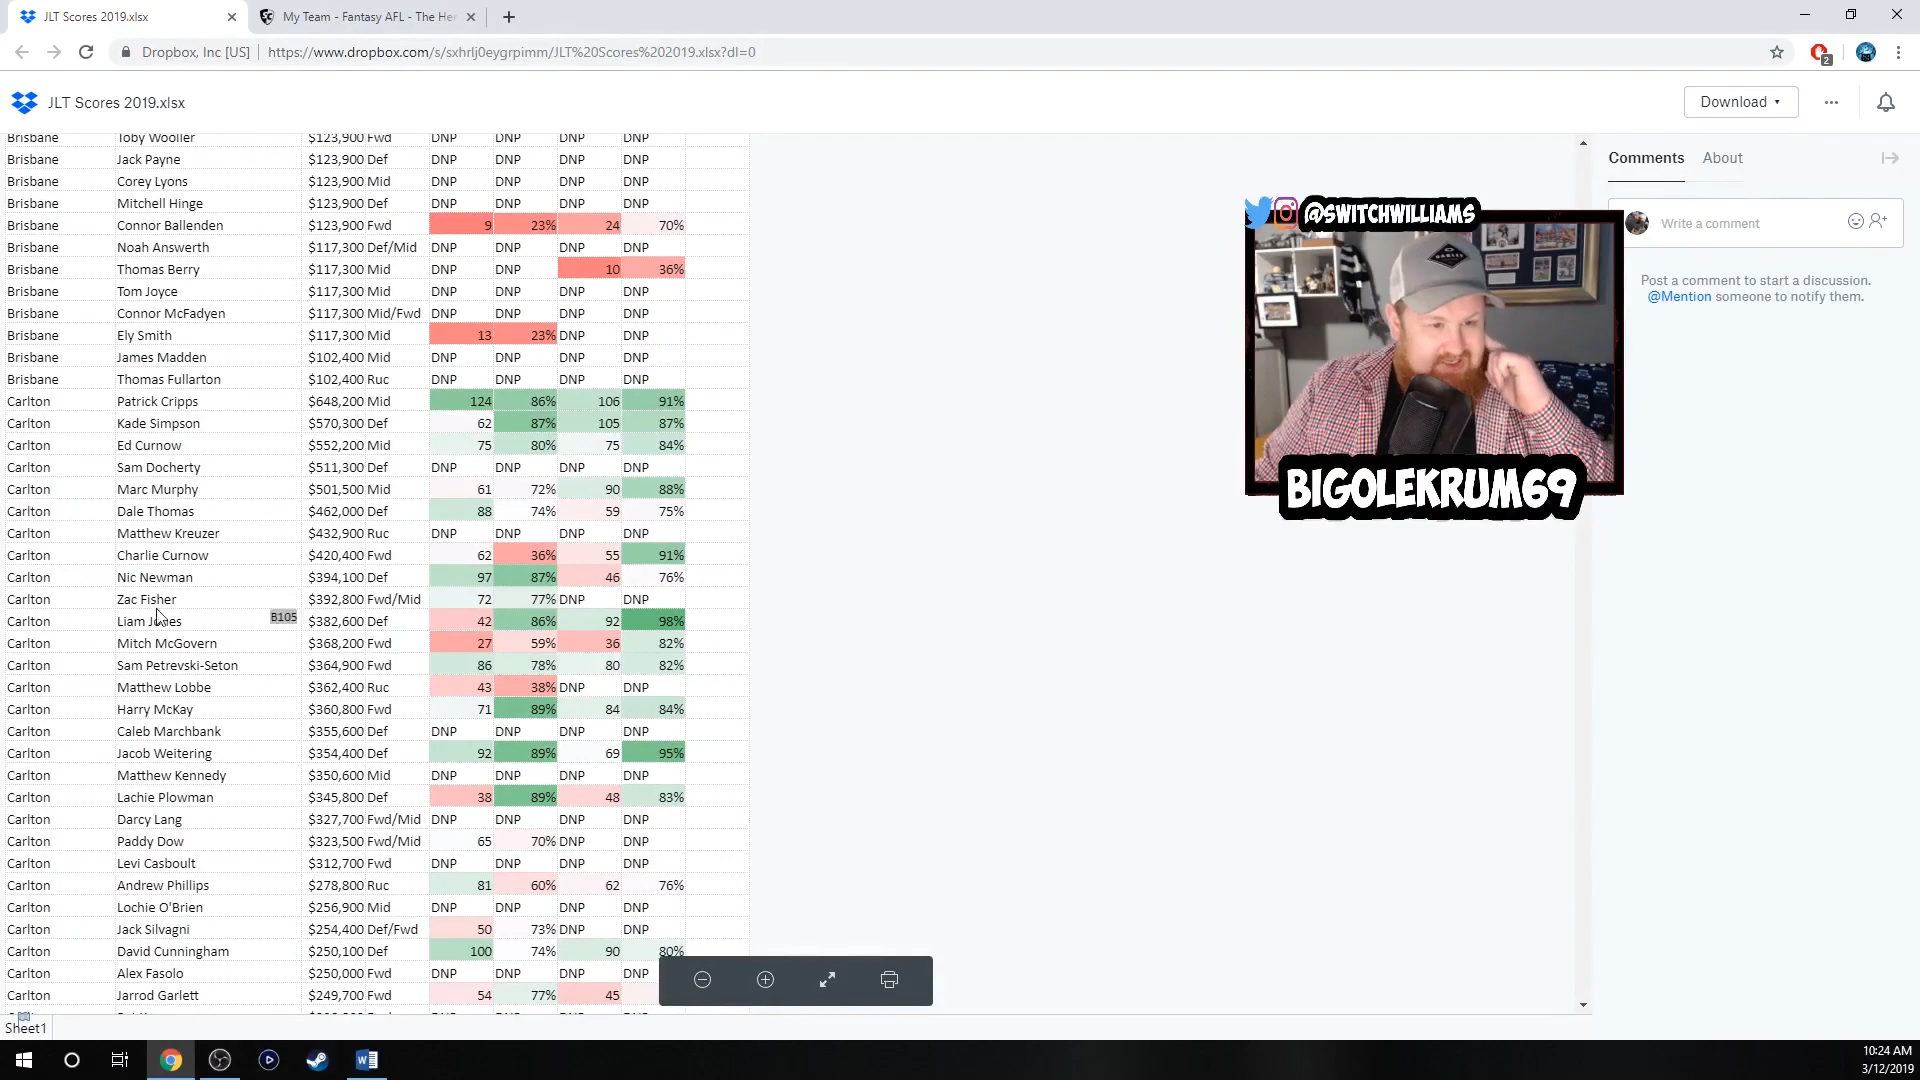 JLT Scores 2019.xlsx
My Team - Fantasy AFL - The Her
Dropbox, Inc [US] https://www.dropbox.com/s/sxhrlj0eygrpimm/JLT%20Scores%202019.xlsx?dl=0
2
JLT Scores 2019.xlsx
Download
Comments About
Write a comment
Post a comment to start a discussion.
@Mention someone to notify them.
@SWITCHWILLIAMS
BIGOLEKRUM69
Brisbane Toby Wooller $123,900 Fwd DNP DNP DNP DNP
Brisbane Jack Payne $123,900 Def DNP DNP DNP DNP
Brisbane Corey Lyons $123,900 Mid DNP DNP DNP DNP
Brisbane Mitchell Hinge $123,900 Def DNP DNP DNP DNP
Brisbane Connor Ballenden $123,900 Fwd 9 23% 24 70%
Brisbane Noah Answerth $117,300 Def/Mid DNP DNP DNP DNP
Brisbane Thomas Berry $117,300 Mid DNP DNP 10 36%
Brisbane Tom Joyce $117,300 Mid DNP DNP DNP DNP
Brisbane Connor McFadyen $117,300 Mid/Fwd DNP DNP DNP DNP
Brisbane Ely Smith $117,300 Mid 13 23% DNP DNP
Brisbane James Madden $102,400 Mid DNP DNP DNP DNP
Brisbane Thomas Fullarton $102,400 Ruc DNP DNP DNP DNP
Carlton Patrick Cripps $648,200 Mid 124 86% 106 91%
Carlton Kade Simpson $570,300 Def 62 87% 105 87%
Carlton Ed Curnow $552,200 Mid 75 80% 75 84%
Carlton Sam Docherty $511,300 Def DNP DNP DNP DNP
Carlton Marc Murphy $501,500 Mid 61 72% 90 88%
Carlton Dale Thomas $462,000 Def 88 74% 59 75%
Carlton Matthew Kreuzer $432,900 Ruc DNP DNP DNP DNP
Carlton Charlie Curnow $420,400 Fwd 62 36% 55 91%
Carlton Nic Newman $394,100 Def 97 87% 46 76%
Carlton Zac Fisher $392,800 Fwd/Mid 72 77% DNP DNP
B105
Carlton Liam Jones $382,600 Def 42 86% 92 98%
Carlton Mitch McGovern $368,200 Fwd 27 59% 36 82%
Carlton Sam Petrevski-Seton $364,900 Fwd 86 78% 80 82%
Carlton Matthew Lobbe $362,400 Ruc 43 38% DNP DNP
Carlton Harry McKay $360,800 Fwd 71 89% 84 84%
Carlton Caleb Marchbank $355,600 Def DNP DNP DNP DNP
Carlton Jacob Weitering $354,400 Def 92 89% 69 95%
Carlton Matthew Kennedy $350,600 Mid DNP DNP DNP DNP
Carlton Lachie Plowman $345,800 Def 38 89% 48 83%
Carlton Darcy Lang $327,700 Fwd/Mid DNP DNP DNP DNP
Carlton Paddy Dow $323,500 Fwd/Mid 65 70% DNP DNP
Carlton Levi Casboult $312,700 Fwd DNP DNP DNP DNP
Carlton Andrew Phillips $278,800 Ruc 81 60% 62 76%
Carlton Lochie O'Brien $256,900 Mid DNP DNP DNP DNP
Carlton Jack Silvagni $254,400 Def/Fwd 50 73% DNP DNP
Carlton David Cunningham $250,100 Def 100 74% 90 80%
Carlton Alex Fasolo $250,000 Fwd DNP DNP DNP DNP
Carlton Jarrod Garlett $249,700 Fwd 54 77% 45
Sheet1
10:24 AM
3/12/2019